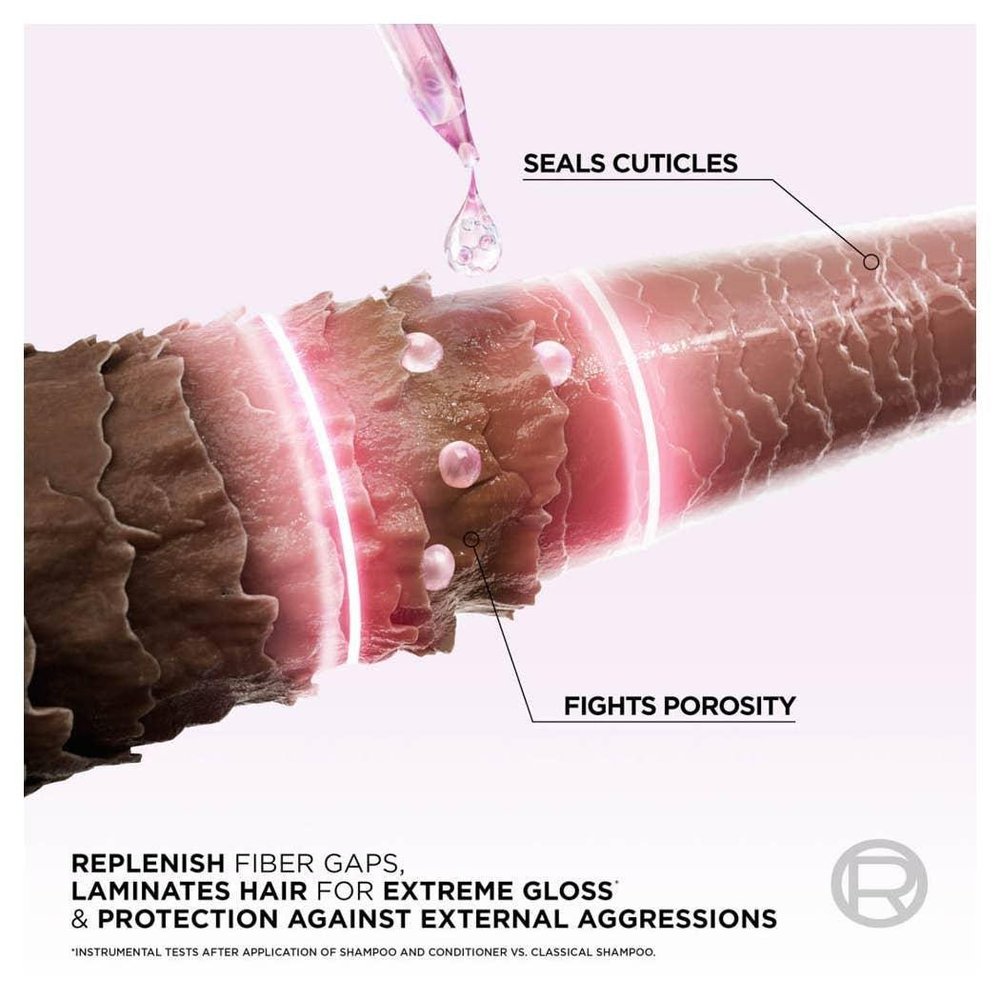 SEALS CUTICLES
FIGHTS POROSITY
REPLENISH FIBER GAPS,
LAMINATES HAIR FOR EXTREME GLOSS*
& PROTECTION AGAINST EXTERNAL AGGRESSIONS
R
*INSTRUMENTAL TESTS AFTER APPLICATION OF SHAMPOO AND CONDITIONER VS. CLASSICAL SHAMPOO.